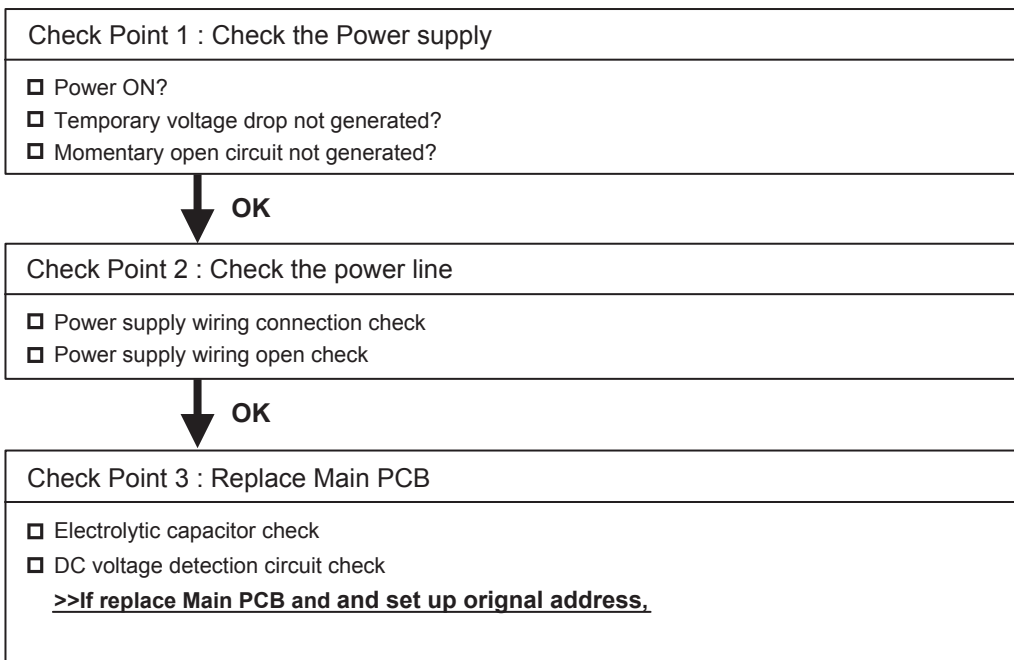 Check Point 1 : Check the Power supply
Power ON?
Temporary voltage drop not generated?
Momentary open circuit not generated?
OK
Check Point 2 : Check the power line
Power supply wiring connection check
Power supply wiring open check
OK
Check Point 3 : Replace Main PCB
Electrolytic capacitor check
DC voltage detection circuit check
>>If replace Main PCB and and set up orignal address,